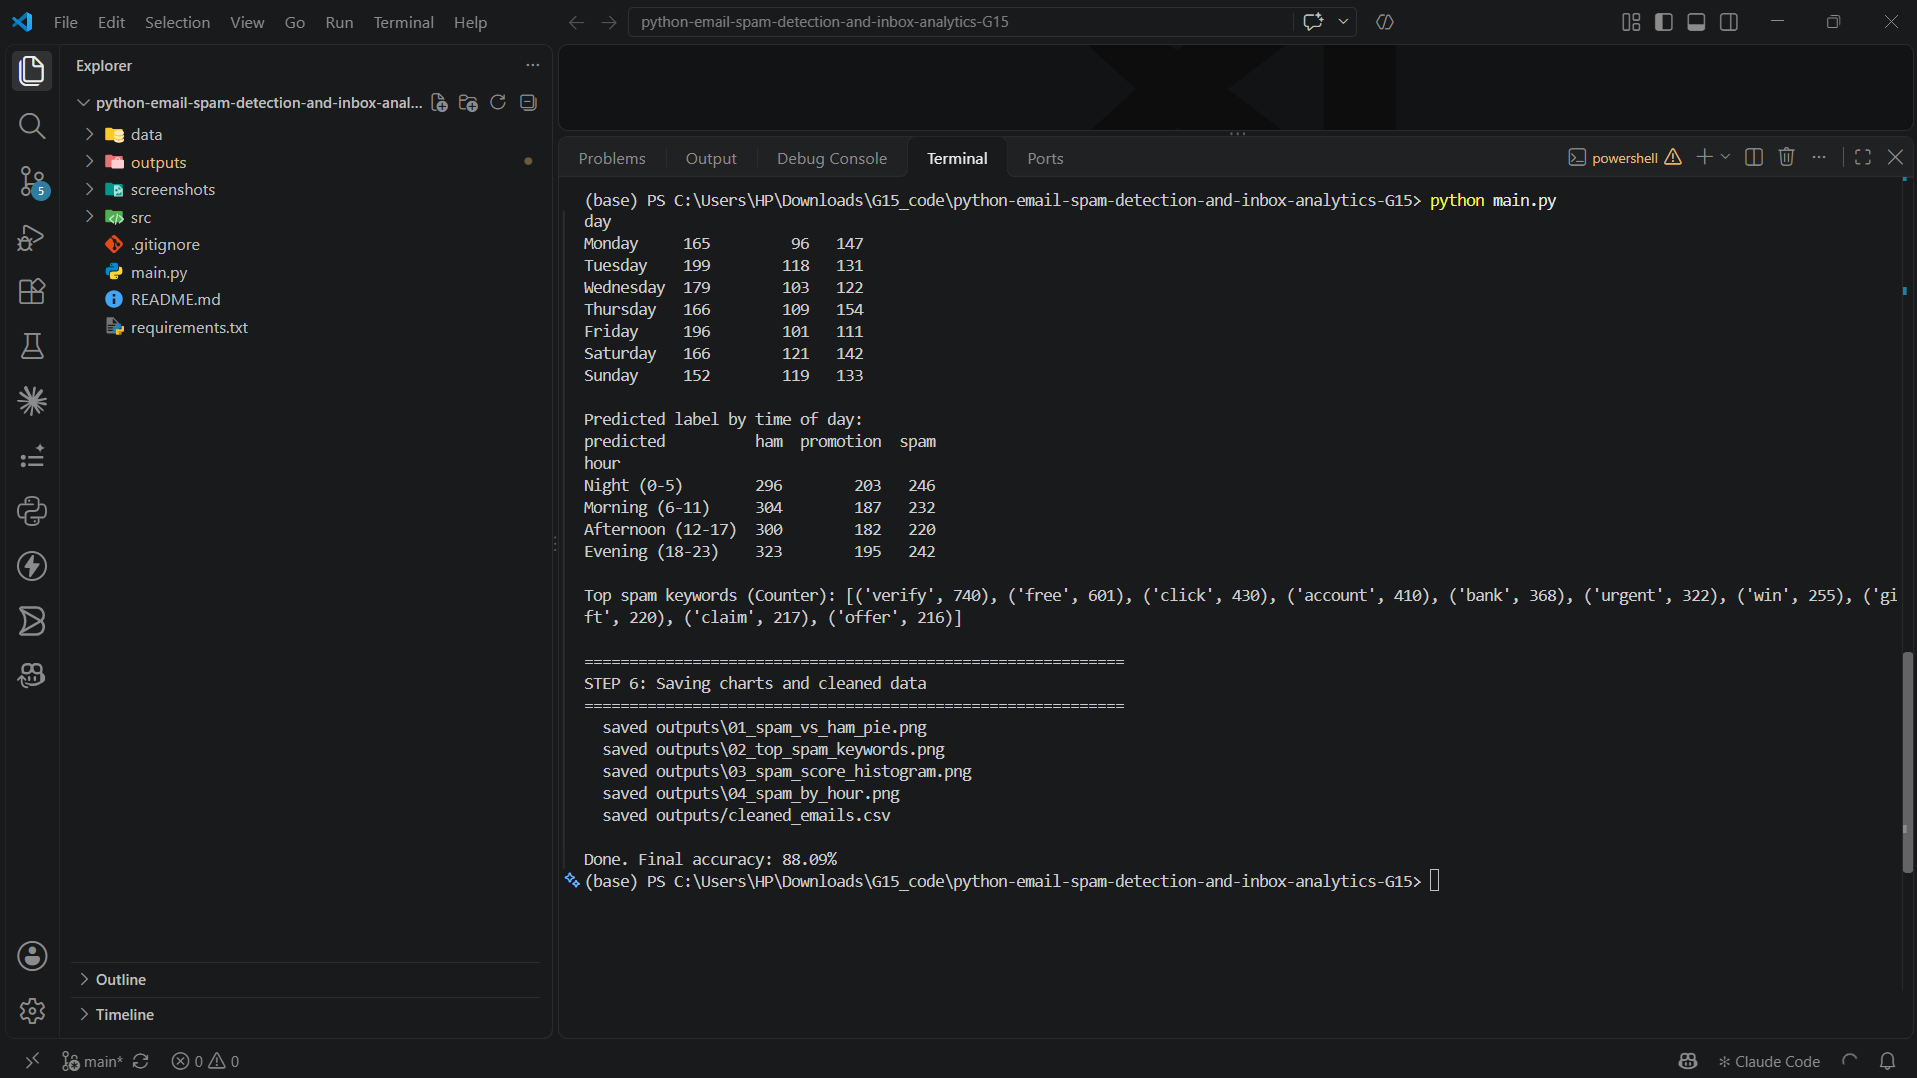 File Edit Selection View Go Run Terminal Help
python-email-spam-detection-and-inbox-analytics-G15
Explorer
python-email-spam-detection-and-inbox-anal...
data
outputs
screenshots
src
.gitignore
main.py
README.md
requirements.txt
5
Outline
Timeline
Problems Output Debug Console Terminal Ports
powershell
(base) PS C:\Users\HP\Downloads\G15_code\python-email-spam-detection-and-inbox-analytics-G15> python main.py
day
Monday 165 96 147
Tuesday 199 118 131
Wednesday 179 103 122
Thursday 166 109 154
Friday 196 101 111
Saturday 166 121 142
Sunday 152 119 133
Predicted label by time of day:
predicted ham promotion spam
hour
Night (0-5) 296 203 246
Morning (6-11) 304 187 232
Afternoon (12-17) 300 182 220
Evening (18-23) 323 195 242
Top spam keywords (Counter): [('verify', 740), ('free', 601), ('click', 430), ('account', 410), ('bank', 368), ('urgent', 322), ('win', 255), ('gi
ft', 220), ('claim', 217), ('offer', 216)]
============================================================
STEP 6: Saving charts and cleaned data
============================================================
saved outputs\01_spam_vs_ham_pie.png
saved outputs\02_top_spam_keywords.png
saved outputs\03_spam_score_histogram.png
saved outputs\04_spam_by_hour.png
saved outputs/cleaned_emails.csv
Done. Final accuracy: 88.09%
(base) PS C:\Users\HP\Downloads\G15_code\python-email-spam-detection-and-inbox-analytics-G15>
main* 0 0
Claude Code